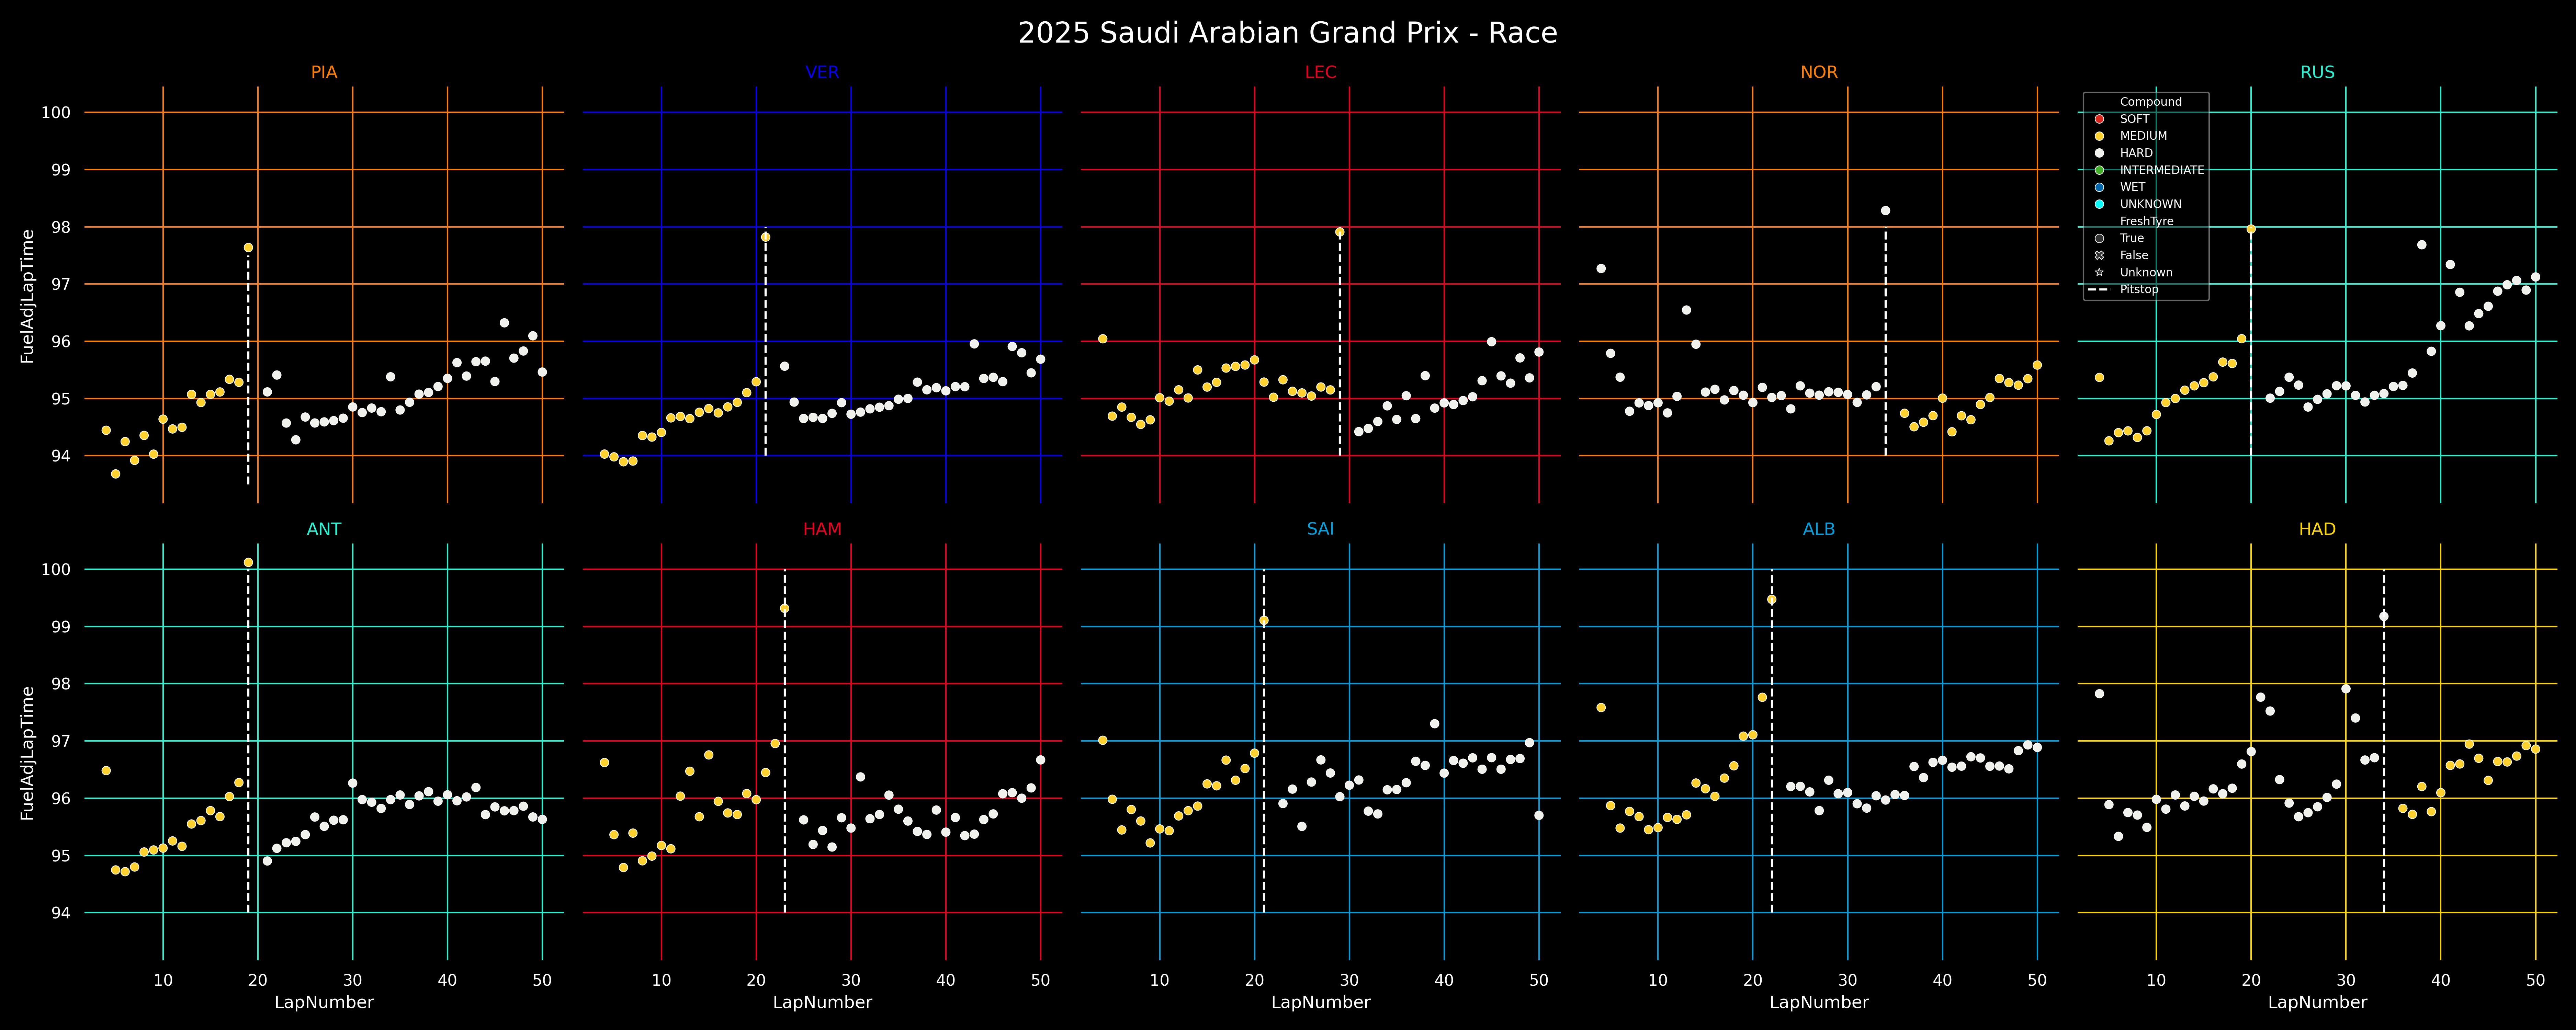 2025 Saudi Arabian Grand Prix - Race
PIA
VER
LEC
NOR
RUS
FuelAdjLapTime
100
99
98
97
96
95
94
Compound
SOFT
MEDIUM
HARD
INTERMEDIATE
WET
UNKNOWN
FreshTyre
True
False
Unknown
Pitstop
ANT
HAM
SAI
ALB
HAD
FuelAdjLapTime
100
99
98
97
96
95
94
10 20 30 40 50
LapNumber
10 20 30 40 50
LapNumber
10 20 30 40 50
LapNumber
10 20 30 40 50
LapNumber
10 20 30 40 50
LapNumber